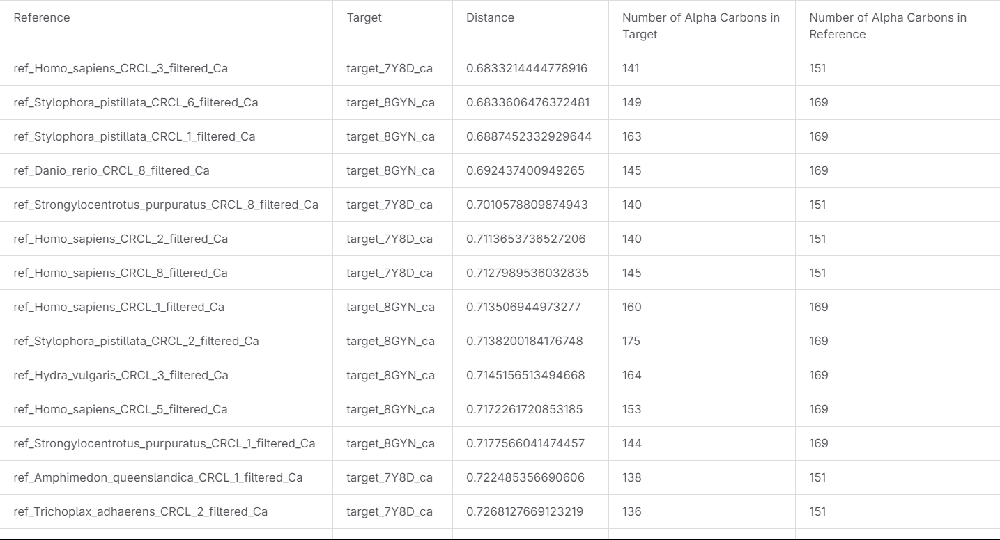 Reference Target Distance Number of Alpha Carbons in Target Number of Alpha Carbons in Reference
ref_Homo_sapiens_CRCL_3_filtered_Ca target_7Y8D_ca 0.6833214444778916 141 151
ref_Stylophora_pistillata_CRCL_6_filtered_Ca target_8GYN_ca 0.6833606476372481 149 169
ref_Stylophora_pistillata_CRCL_1_filtered_Ca target_8GYN_ca 0.6887452332929644 163 169
ref_Danio_rerio_CRCL_8_filtered_Ca target_8GYN_ca 0.692437400949265 145 169
ref_Strongylocentrotus_purpuratus_CRCL_8_filtered_Ca target_7Y8D_ca 0.7010578809874943 140 151
ref_Homo_sapiens_CRCL_2_filtered_Ca target_7Y8D_ca 0.7113653736527206 140 151
ref_Homo_sapiens_CRCL_8_filtered_Ca target_7Y8D_ca 0.7127989536032835 145 151
ref_Homo_sapiens_CRCL_1_filtered_Ca target_8GYN_ca 0.713506944973277 160 169
ref_Stylophora_pistillata_CRCL_2_filtered_Ca target_8GYN_ca 0.7138200184176748 175 169
ref_Hydra_vulgaris_CRCL_3_filtered_Ca target_8GYN_ca 0.7145156513494668 164 169
ref_Homo_sapiens_CRCL_5_filtered_Ca target_8GYN_ca 0.7172261720853185 153 169
ref_Strongylocentrotus_purpuratus_CRCL_1_filtered_Ca target_8GYN_ca 0.7177566041474457 144 169
ref_Amphimedon_queenslandica_CRCL_1_filtered_Ca target_7Y8D_ca 0.722485356690606 138 151
ref_Trichoplax_adhaerens_CRCL_2_filtered_Ca target_7Y8D_ca 0.7268127669123219 136 151